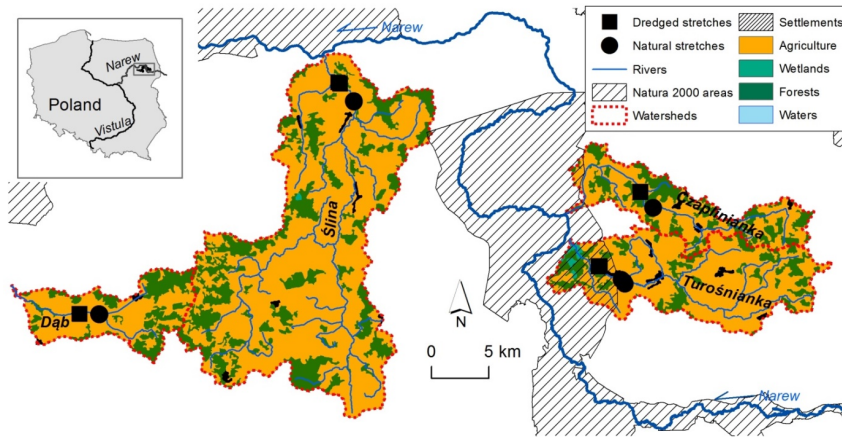 Narew
Poland
Vistula
Narew
Dredged stretches
Natural stretches
Rivers
Natura 2000 areas
Watersheds
Settlements
Agriculture
Wetlands
Forests
Waters
Ślina
Czaplinianka
Turośnianka
Dąb
N
0 5 km
Narew